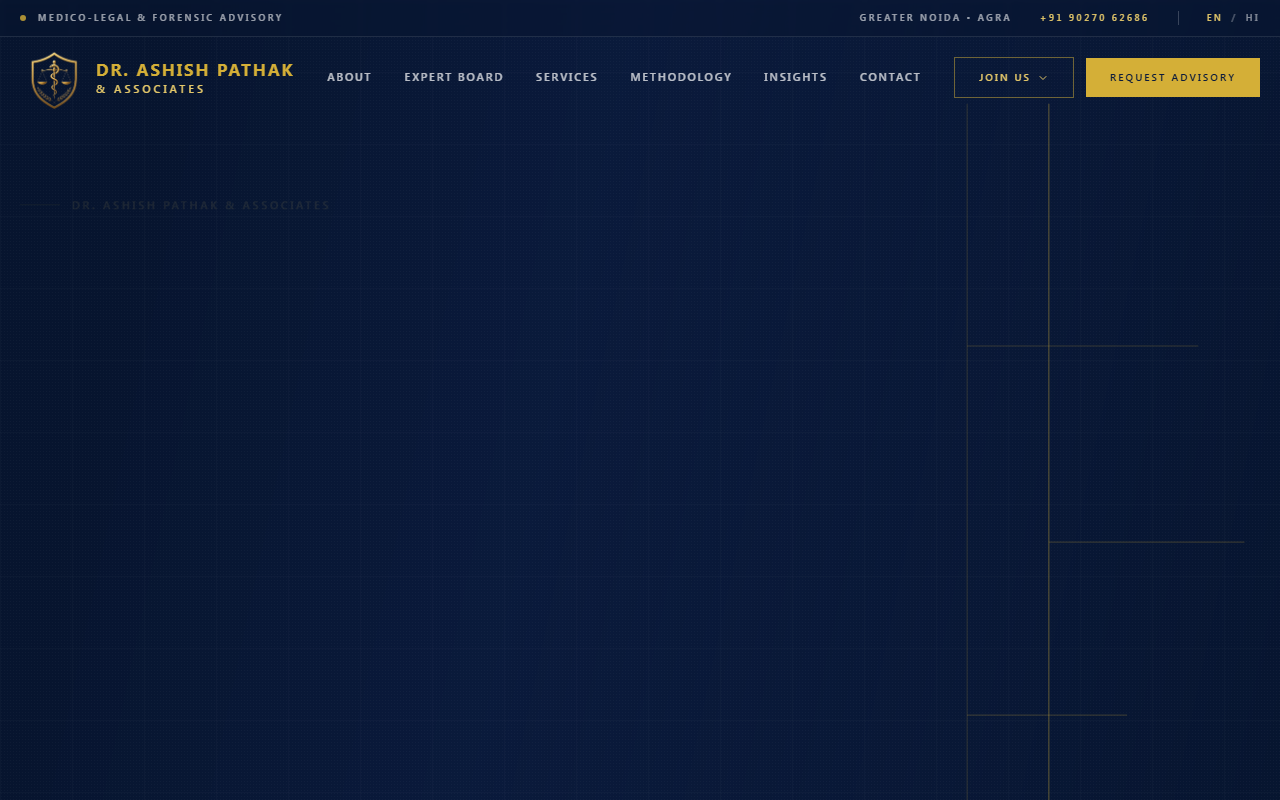 MEDICO-LEGAL & FORENSIC ADVISORY
GREATER NOIDA • AGRA
+91 90270 62686
EN / HI
DR. ASHISH PATHAK
& ASSOCIATES
ABOUT
EXPERT BOARD
SERVICES
METHODOLOGY
INSIGHTS
CONTACT
JOIN US
REQUEST ADVISORY
DR. ASHISH PATHAK & ASSOCIATES